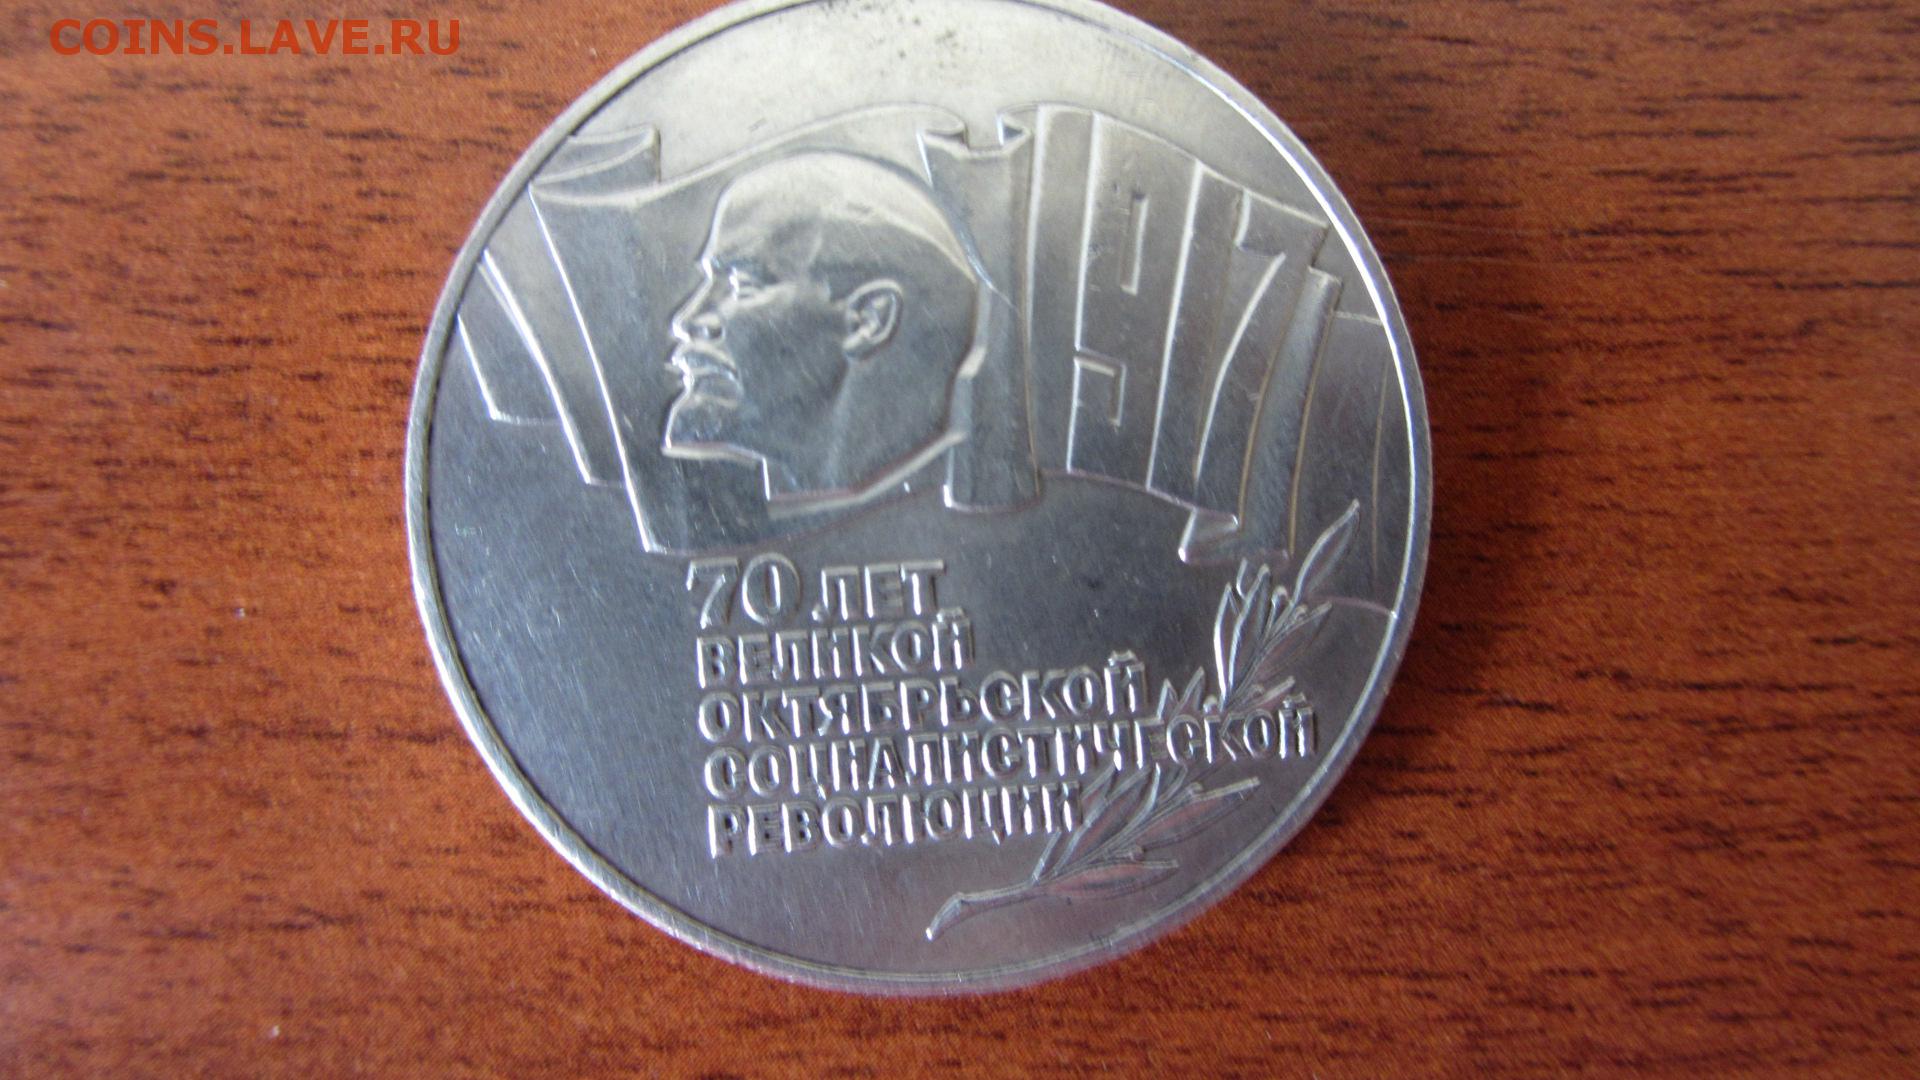 COINS.LAVE.RU
1917
70 ЛЕТ
ВЕЛИКОЙ
ОКТЯБРЬСКОЙ
СОЦИАЛИСТИЧЕСКОЙ
РЕВОЛЮЦИИ